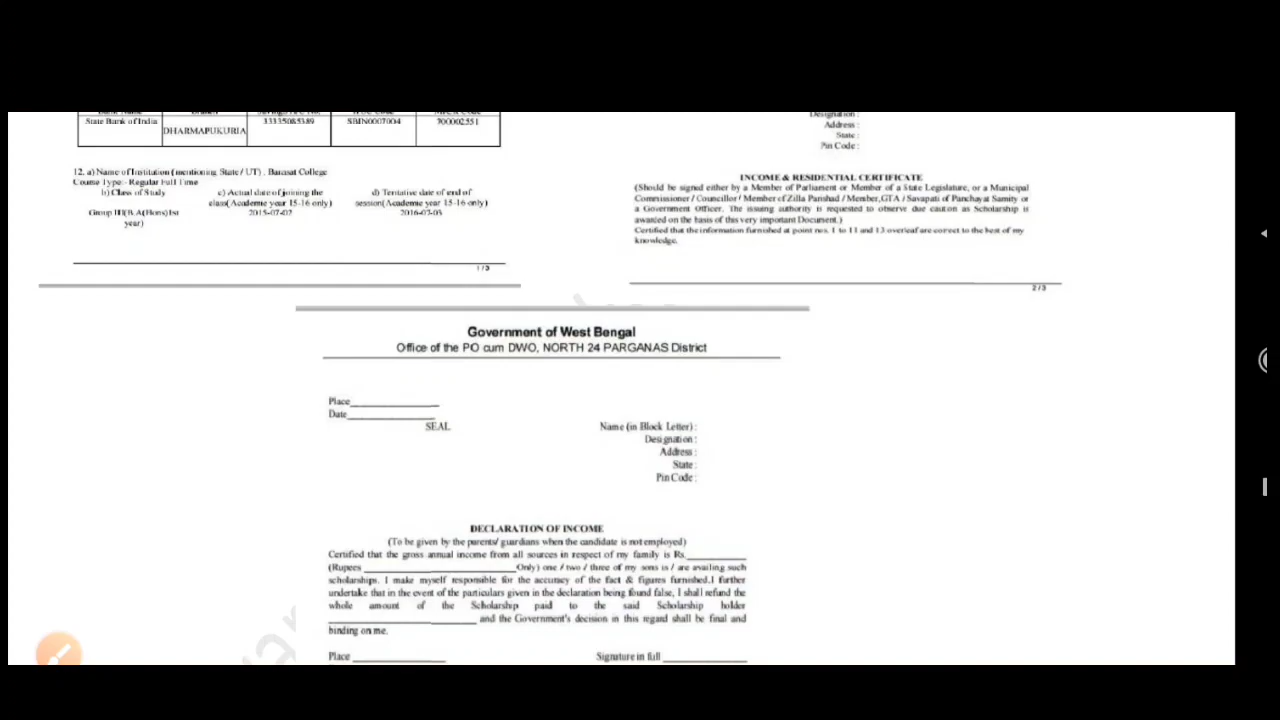 State Bank of India
DHARMAPUKURIA
33335085389
SBIN0007004
700002551
12. a) Name of Institution (mentioning State / UT) . Barasat College
Course Type:- Regular Full Time
b) Class of Study
c) Actual date of joining the class(Academic year 15-16 only)
d) Tentative date of end of session(Academic year 15-16 only)
Group III(B.A(Hons)1st year)
2015-07-02
2016-07-03
1 / 3
Designation :
Address :
State :
Pin Code :
INCOME & RESIDENTIAL CERTIFICATE
(Should be signed either by a Member of Parliament or Member of a State Legislature, or a Municipal
Commissioner / Councillor / Member of Zilla Parishad / Member,GTA / Savapati of Panchayat Samity or
a Government Officer. The issuing authority is requested to observe due caution as Scholarship is
awarded on the basis of this very important Document.)
Certified that the information furnished at point nos. 1 to 11 and 13 overleaf are correct to the best of my
knowledge.
2 / 3
Government of West Bengal
Office of the PO cum DWO, NORTH 24 PARGANAS District
Place
Date
SEAL
Name (in Block Letter) :
Designation :
Address :
State :
Pin Code :
DECLARATION OF INCOME
(To be given by the parents/ guardians when the candidate is not employed)
Certified that the gross annual income from all sources in respect of my family is Rs.
(Rupees Only) one / two / three of my sons is / are availing such
scholarships. I make myself responsible for the accuracy of the fact & figures furnished.I further
undertake that in the event of the particulars given in the declaration being found false, I shall refund the
whole amount of the Scholarship paid to the said Scholarship holder
and the Government's decision in this regard shall be final and
binding on me.
Place
Signature in full